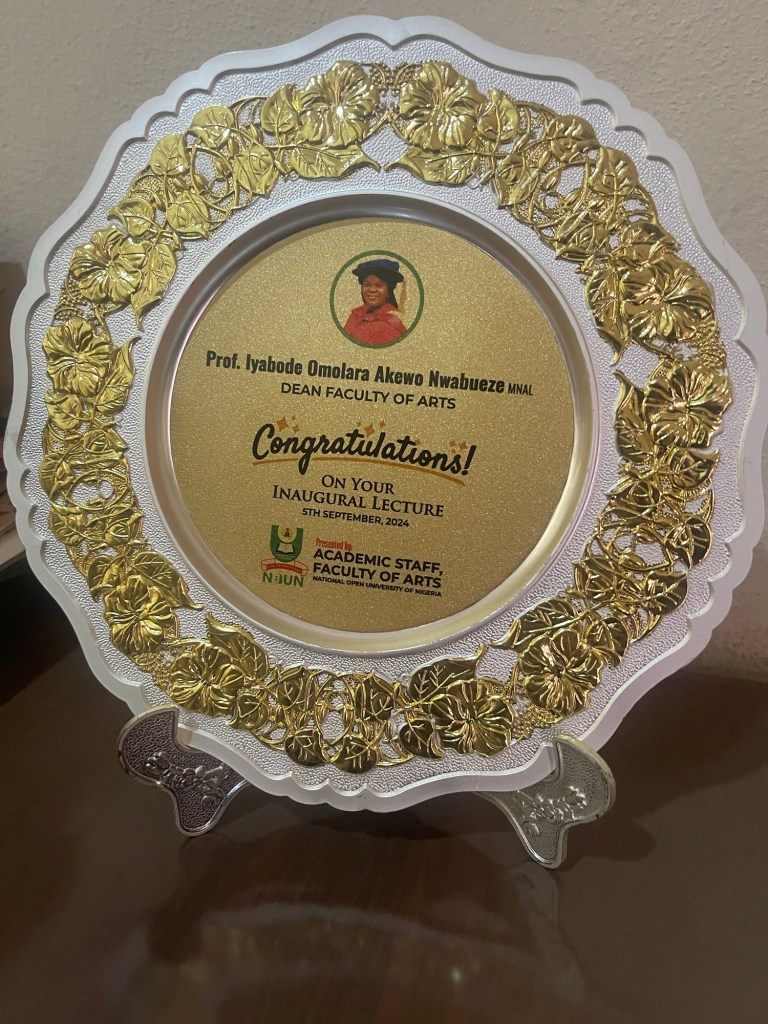 Prof. Iyabode Omolara Akewo Nwabueze MNAL
DEAN FACULTY OF ARTS
Congratulations!
ON YOUR
INAUGURAL LECTURE
5TH SEPTEMBER, 2024
Presented by:
ACADEMIC STAFF,
FACULTY OF ARTS
NATIONAL OPEN UNIVERSITY OF NIGERIA
NOUN